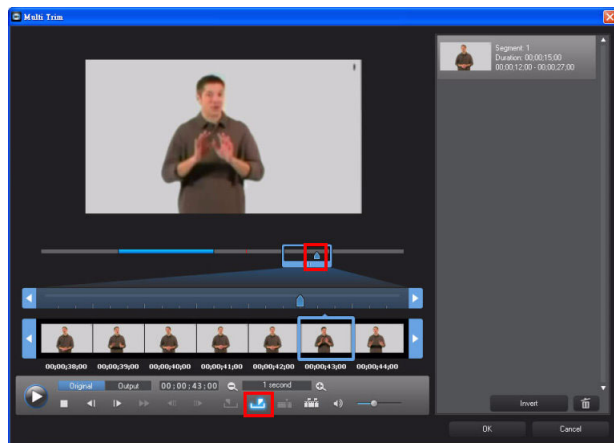 Multi Trim
Segment: 1
Duration: 00;00;15;00
00;00;12;00 - 00;00;27;00
00;00;38;00 00;00;39;00 00;00;40;00 00;00;41;00 00;00;42;00 00;00;43;00 00;00;44;00
Original Output 00:00:43:00 1 second
Invert
OK Cancel